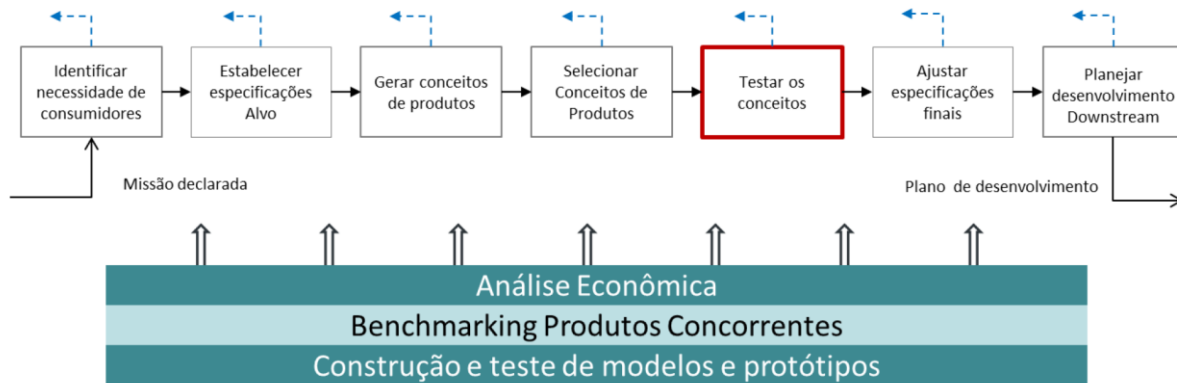 Identificar
necessidade de
consumidores
Estabelecer
especificações
Alvo
Gerar conceitos
de produtos
Selecionar
Conceitos de
Produtos
Testar os
conceitos
Ajustar
especificações
finais
Planejar
desenvolvimento
Downstream
Missão declarada
Plano de desenvolvimento
Análise Econômica
Benchmarking Produtos Concorrentes
Construção e teste de modelos e protótipos